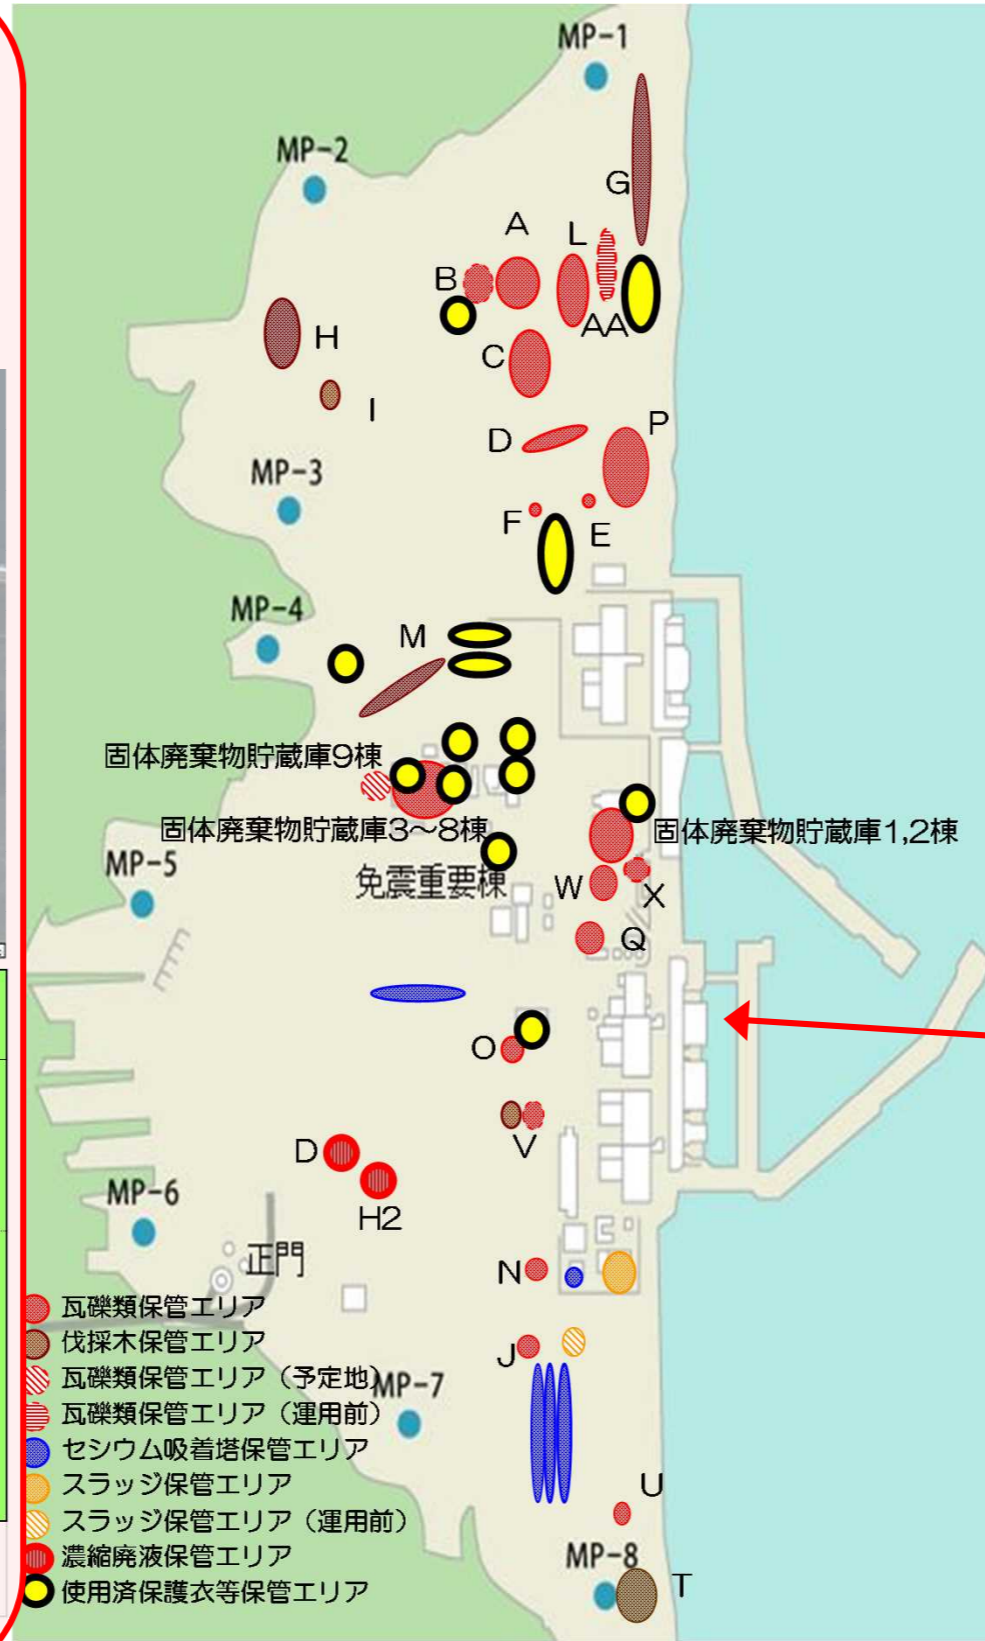 MP-1
MP-2
G
A
L
B
AA
H
C
I
D
P
MP-3
F
E
MP-4
M
固体廃棄物貯蔵庫9棟
固体廃棄物貯蔵庫3～8棟
固体廃棄物貯蔵庫1,2棟
MP-5
免震重要棟
W
X
Q
O
V
D
MP-6
H2
正門
N
瓦礫類保管エリア
伐採木保管エリア
J
瓦礫類保管エリア（予定地）
MP-7
瓦礫類保管エリア（運用前）
セシウム吸着塔保管エリア
スラッジ保管エリア
U
スラッジ保管エリア（運用前）
濃縮廃液保管エリア
MP-8
使用済保護衣等保管エリア
T